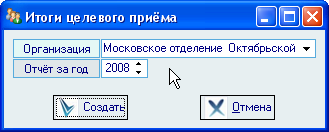 Итоги целевого приёма
Организация Московское отделение Октябрьской
Отчёт за год 2008
Создать Отмена